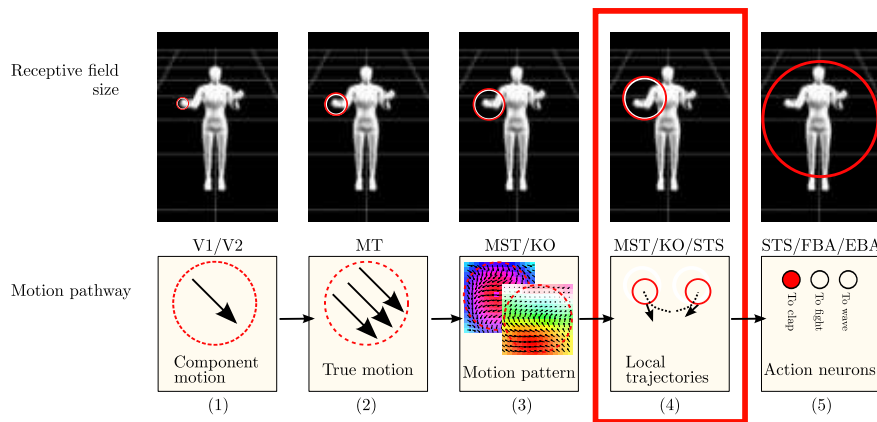 Receptive field
size
V1/V2
MT
MST/KO
MST/KO/STS
STS/FBA/EBA
Motion pathway
Component
motion
True motion
Motion pattern
Local
trajectories
To clap
To fight
To wave
Action neurons
(1)
(2)
(3)
(4)
(5)